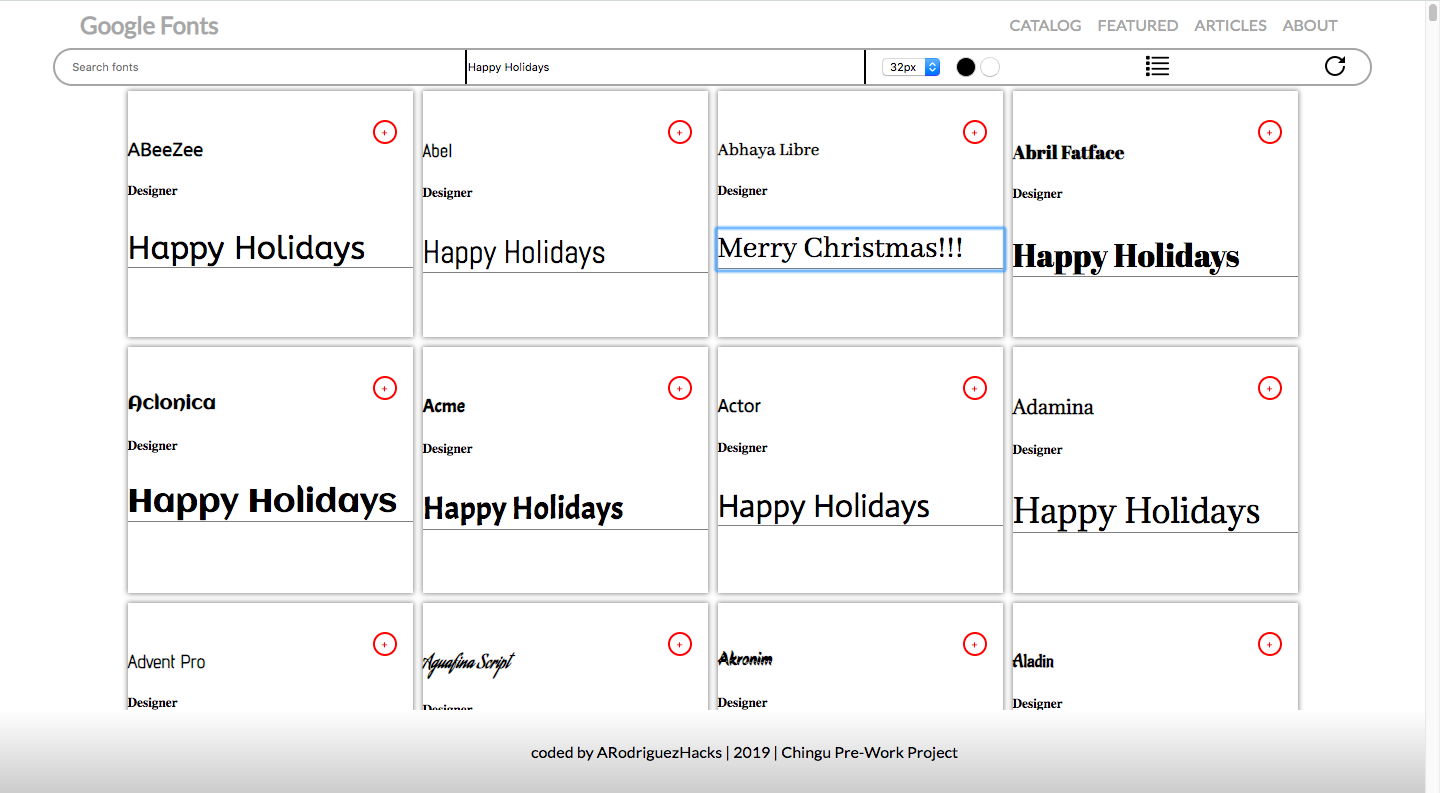 Google Fonts
CATALOG FEATURED ARTICLES ABOUT
Search fonts
Happy Holidays
32px
+
ABeeZee
Designer
Happy Holidays
+
Abel
Designer
Happy Holidays
+
Abhaya Libre
Designer
Merry Christmas!!!
+
Abril Fatface
Designer
Happy Holidays
+
Aclonica
Designer
Happy Holidays
+
Acme
Designer
Happy Holidays
+
Actor
Designer
Happy Holidays
+
Adamina
Designer
Happy Holidays
+
Advent Pro
Designer
+
Aguafina Script
Designer
+
Akronim
Designer
+
Aladin
Designer
coded by ARodriguezHacks | 2019 | Chingu Pre-Work Project